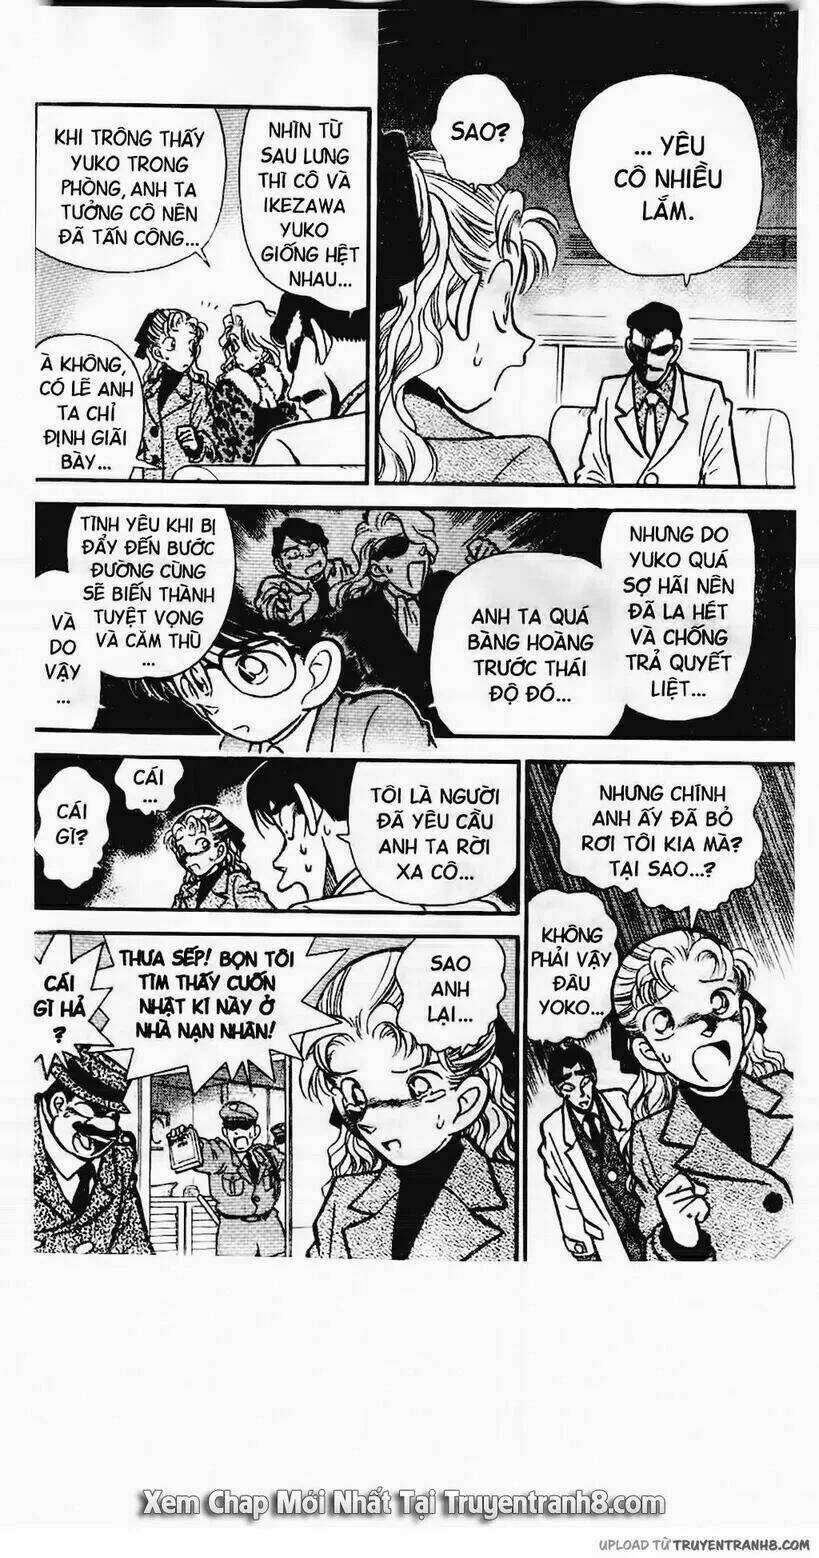 ... YÊU
CÔ NHIỀU
LẮM.
SAO?
NHÌN TỪ
SAU LƯNG
THÌ CÔ VÀ
IKEZAWA
YUKO
GIỐNG HỆT
NHAU...
KHI TRÔNG THẤY
YUKO TRONG
PHÒNG, ANH TA
TƯỞNG CÔ NÊN
ĐÃ TẤN CÔNG...
À KHÔNG,
CÓ LẼ ANH
TA CHỈ
ĐỊNH GIÃI
BÀY...
NHƯNG DO
YUKO QUÁ
SỢ HÃI NÊN
ĐÃ LA HÉT
VÀ CHỐNG
TRẢ QUYẾT
LIỆT...
ANH TA QUÁ
BÀNG HOÀNG
TRƯỚC THÁI
ĐỘ ĐÓ...
TÌNH YÊU KHI BỊ
ĐẨY ĐẾN BƯỚC
ĐƯỜNG CÙNG
SẼ BIẾN THÀNH
TUYỆT VỌNG
VÀ CĂM THÙ
...
VÀ
DO
VẬY
...
NHƯNG CHÍNH
ANH ẤY ĐÃ BỎ
RƠI TÔI KIA MÀ?
TẠI SAO...?
KHÔNG
PHẢI VẬY
ĐÂU
YOKO...
TÔI LÀ NGƯỜI
ĐÃ YÊU CẦU
ANH TA RỜI
XA CÔ...
CÁI
...
CÁI
GÌ?
SAO
ANH
LẠI...
THƯA SẾP! BỌN TÔI
TÌM THẤY CUỐN
NHẬT KÍ NÀY Ở
NHÀ NẠN NHÂN!
CÁI
GÌ HẢ
?
Xem Chap Mới Nhất Tại Truyentranh8.com
UPLOAD TỪ TRUYENTRANH8.COM